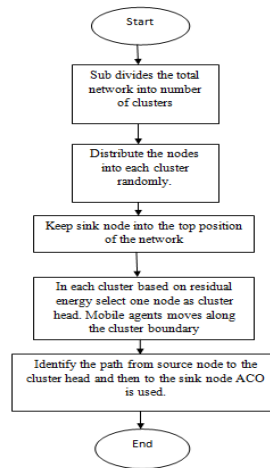 Start
Sub divides the total
network into number
of clusters
Distribute the nodes
into each cluster
randomly.
Keep sink node into the top position
of the network
In each cluster based on residual
energy select one node as cluster
head. Mobile agents moves along
the cluster boundary
Identify the path from source node to the
cluster head and then to the sink node ACO
is used.
End